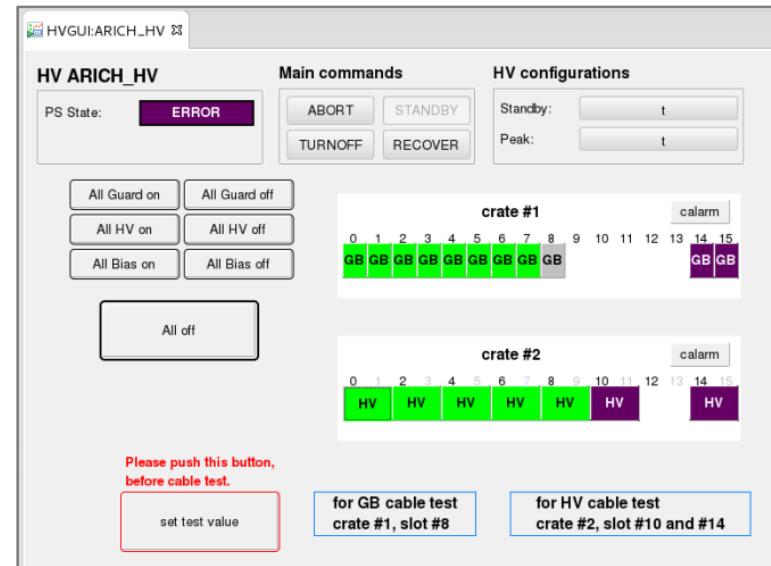 HVGUI:ARICH_HV
HV ARICH_HV
PS State: ERROR
Main commands
ABORT STANDBY
TURNOFF RECOVER
HV configurations
Standby: t
Peak: t
All Guard on All Guard off
All HV on All HV off
All Bias on All Bias off
All off
crate #1 calarm
0 1 2 3 4 5 6 7 8 9 10 11 12 13 14 15
GB GB GB GB GB GB GB GB GB GB GB
crate #2 calarm
0 1 2 3 4 5 6 7 8 9 10 11 12 13 14 15
HV HV HV HV HV HV HV
Please push this button,
before cable test.
set test value
for GB cable test
crate #1, slot #8
for HV cable test
crate #2, slot #10 and #14